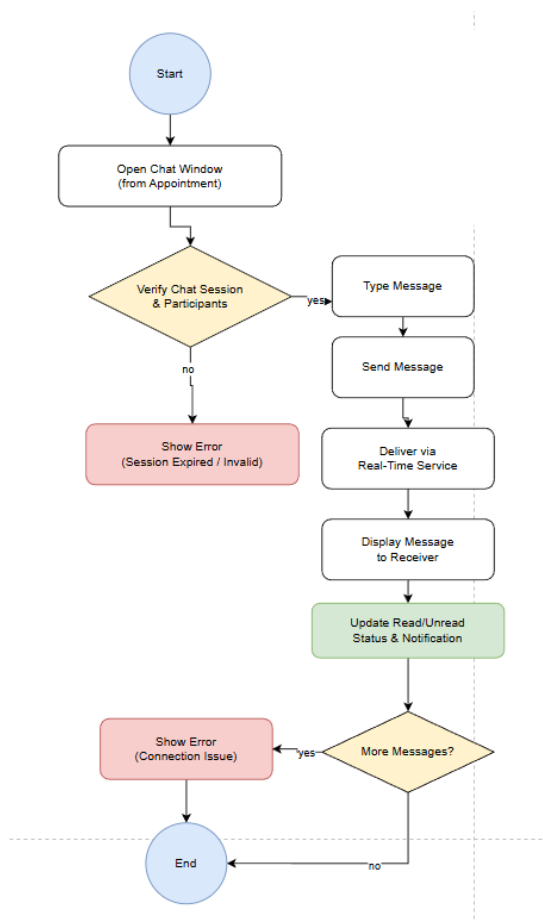 Start
Open Chat Window
(from Appointment)
Verify Chat Session
& Participants
yes
Type Message
Send Message
no
Show Error
(Session Expired / Invalid)
Deliver via
Real-Time Service
Display Message
to Receiver
Update Read/Unread
Status & Notification
More Messages?
yes
Show Error
(Connection Issue)
no
End